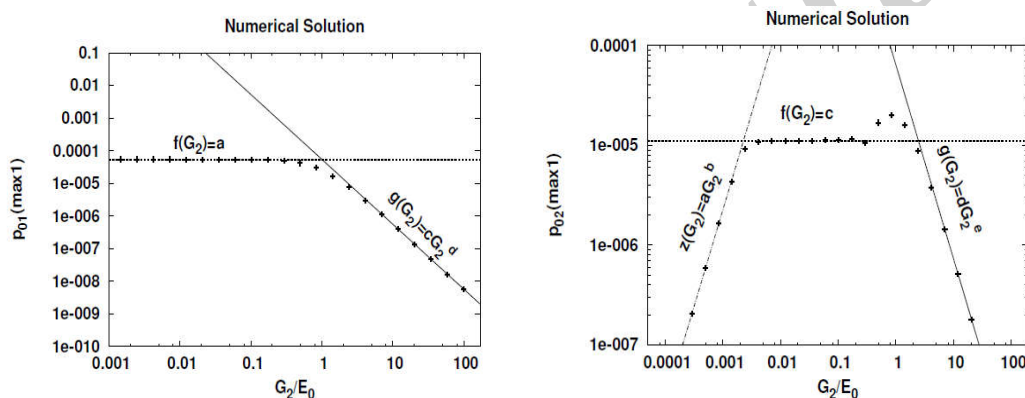 Numerical Solution
0.1
0.01
0.001
0.0001
1e-005
1e-006
1e-007
1e-008
1e-009
1e-010
p01(max1)
f(G2)=a
g(G2)=cG2^d
0.001 0.01 0.1 1 10 100
G2/E0
Numerical Solution
0.0001
1e-005
1e-006
1e-007
p02(max1)
f(G2)=c
z(G2)=aG2^b
g(G2)=dG2^e
0.0001 0.001 0.01 0.1 1 10 100
G2/E0